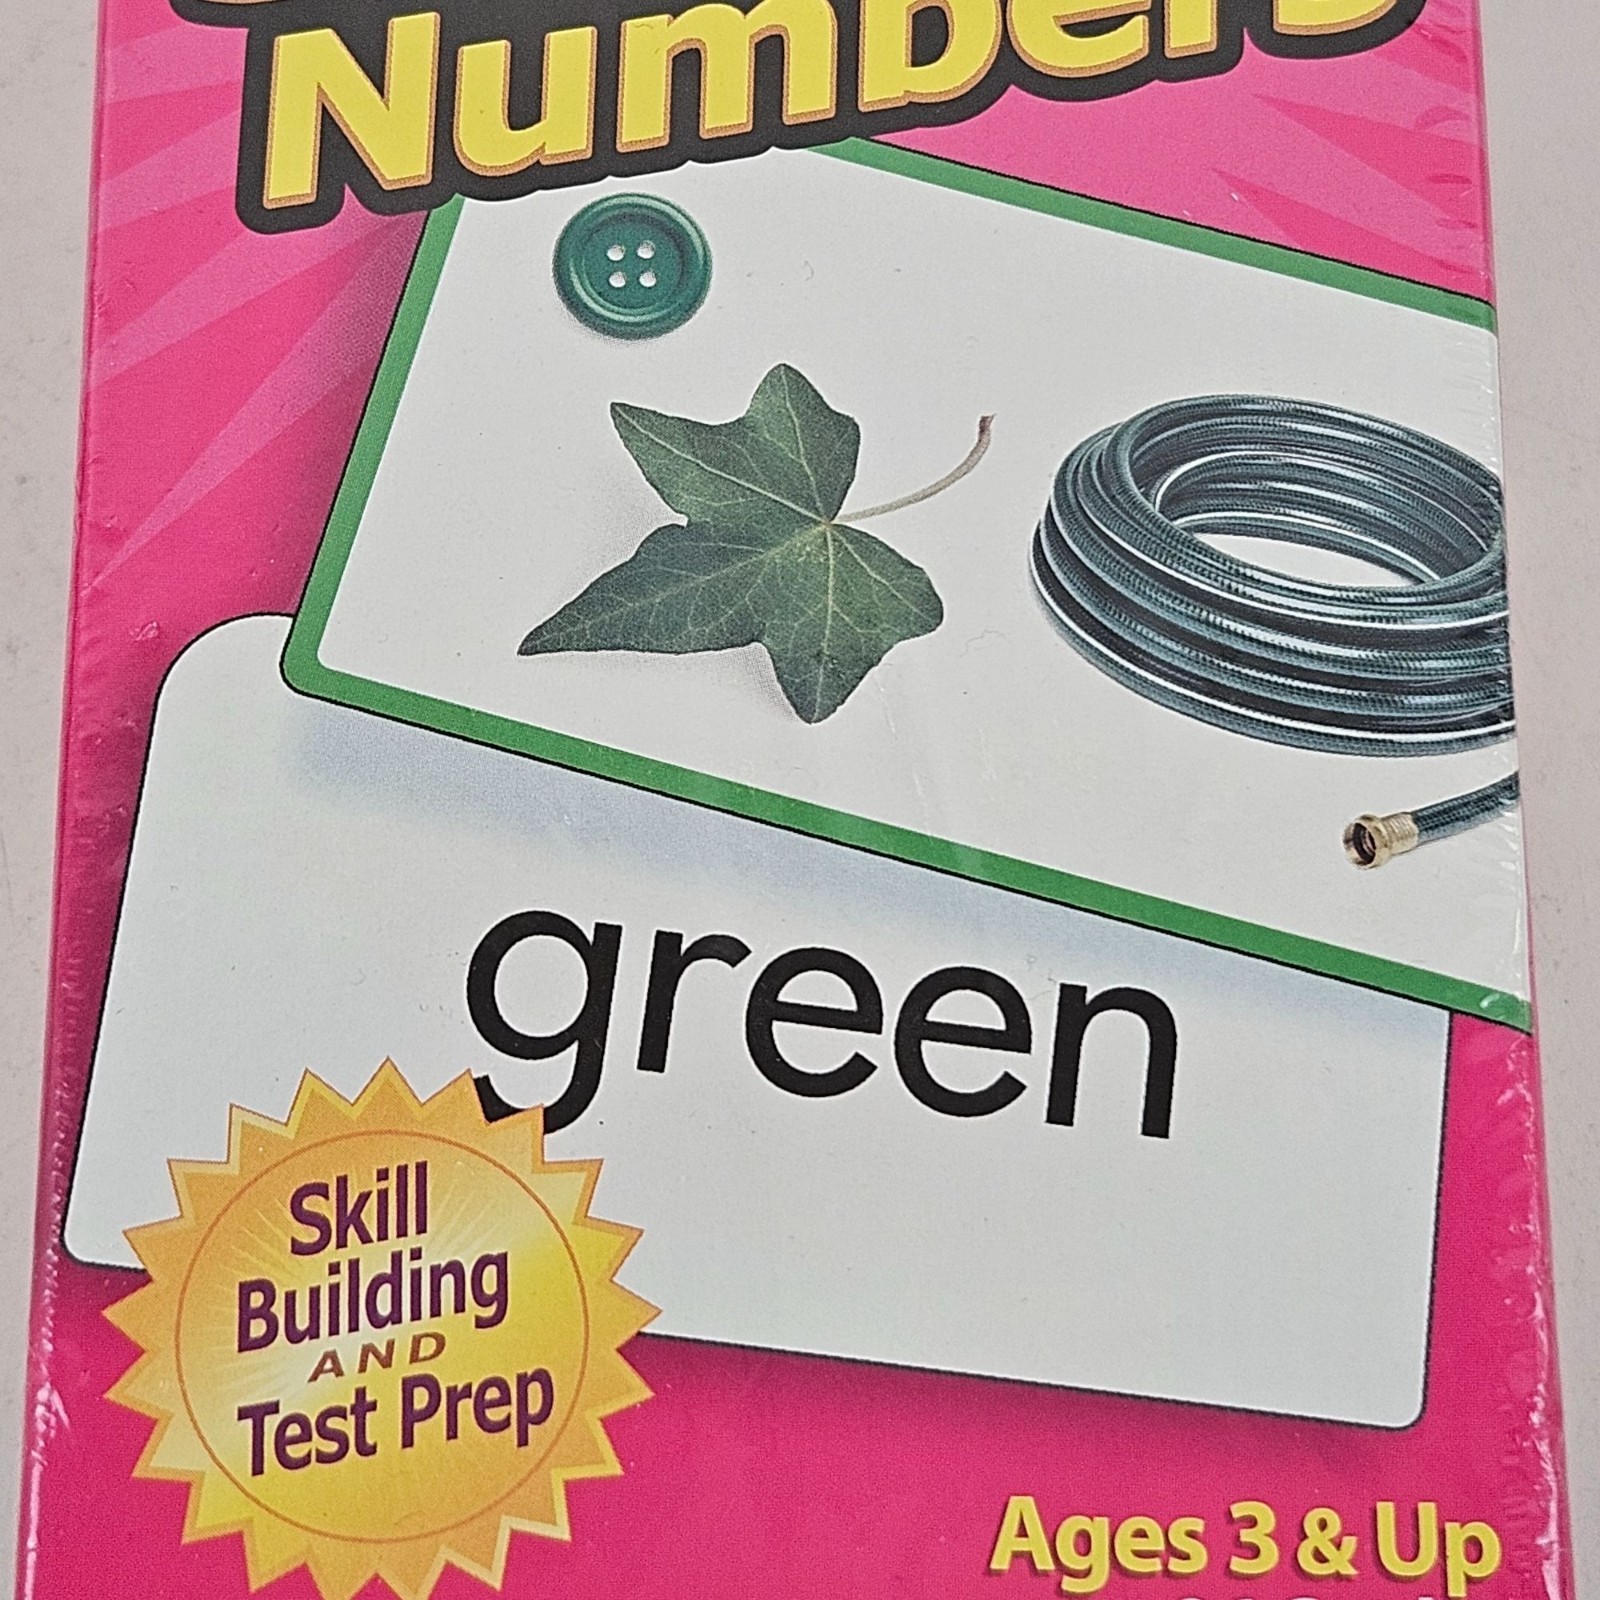 Numbers
green
Skill
Building
AND
Test Prep
Ages 3 & Up